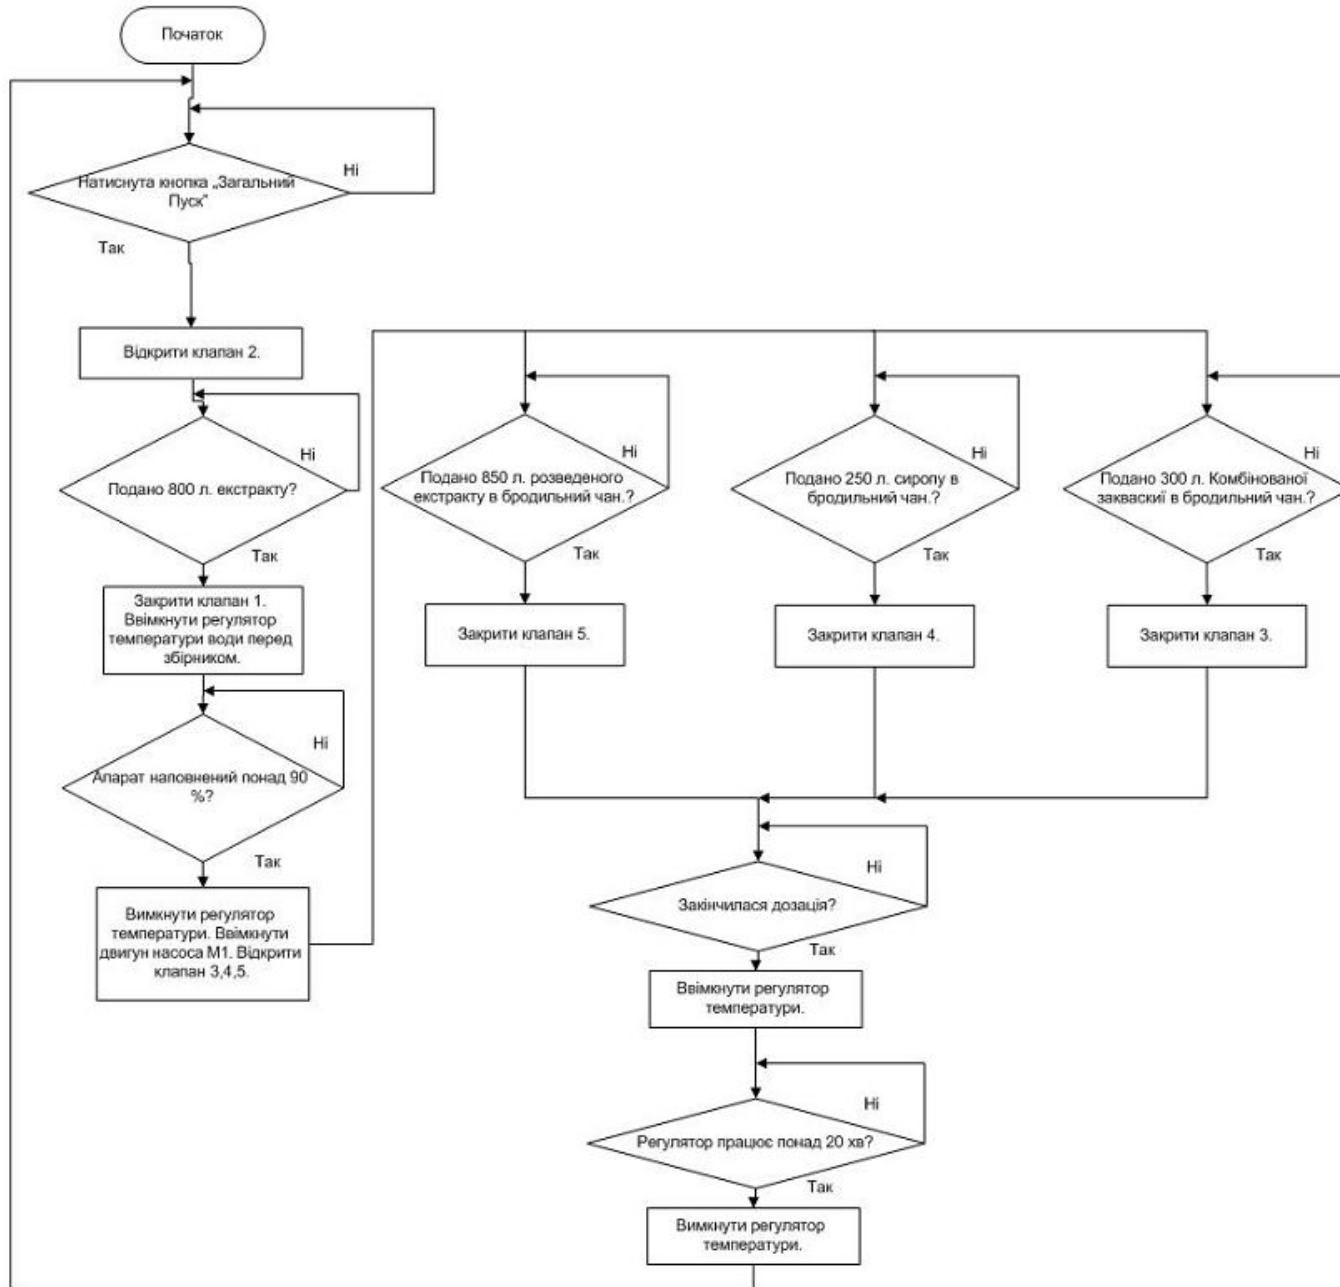 Початок
Ні
Натиснута кнопка „Загальний
Пуск"
Так
Відкрити клапан 2.
Ні
Подано 800 л. екстракту?
Так
Закрити клапан 1.
Ввімкнути регулятор
температури води перед
збірником.
Ні
Апарат наповнений понад 90
%?
Так
Вимкнути регулятор
температури. Ввімкнути
двигун насоса М1. Відкрити
клапан 3,4,5.
Ні
Подано 850 л. розведеного
екстракту в бродильний чан.?
Так
Закрити клапан 5.
Ні
Подано 250 л. сиропу в
бродильний чан.?
Так
Закрити клапан 4.
Ні
Подано 300 л. Комбінованої
закваскиї в бродильний чан.?
Так
Закрити клапан 3.
Ні
Закінчилася дозація?
Так
Ввімкнути регулятор
температури.
Ні
Регулятор працює понад 20 хв?
Так
Вимкнути регулятор
температури.